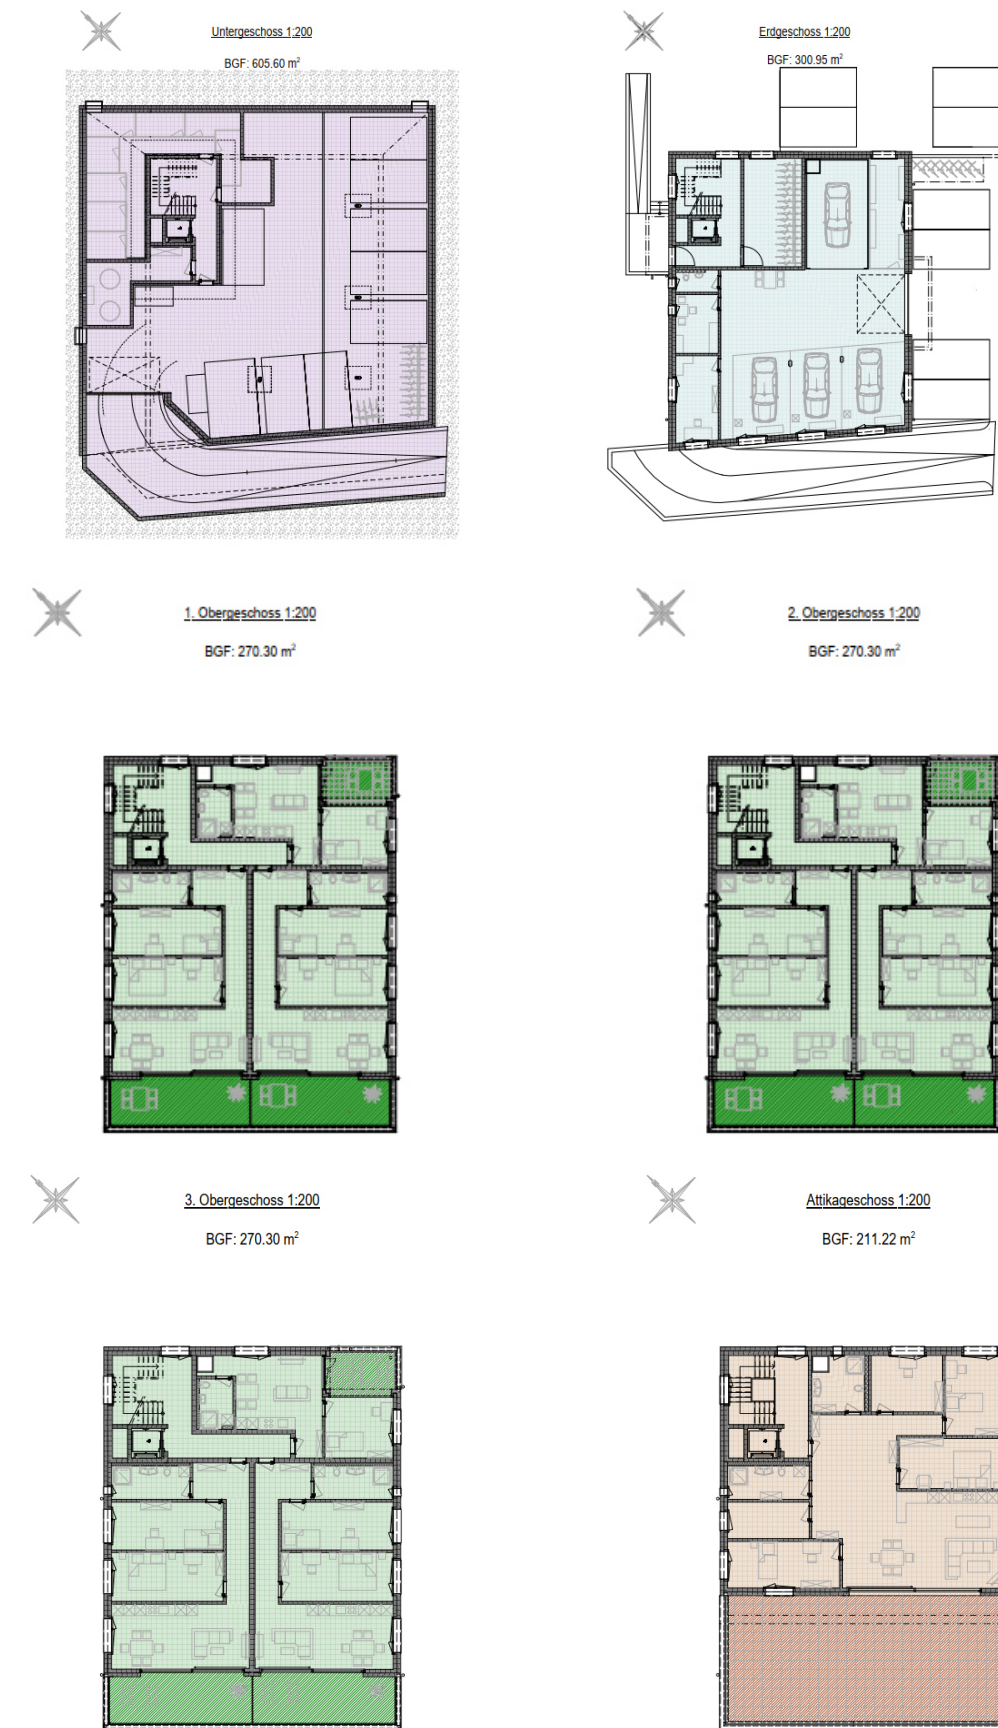 Untergeschoss 1:200
BGF: 605.60 m²
Erdgeschoss 1:200
BGF: 300.95 m²
1. Obergeschoss 1:200
BGF: 270.30 m²
2. Obergeschoss 1:200
BGF: 270.30 m²
3. Obergeschoss 1:200
BGF: 270.30 m²
Attikageschoss 1:200
BGF: 211.22 m²